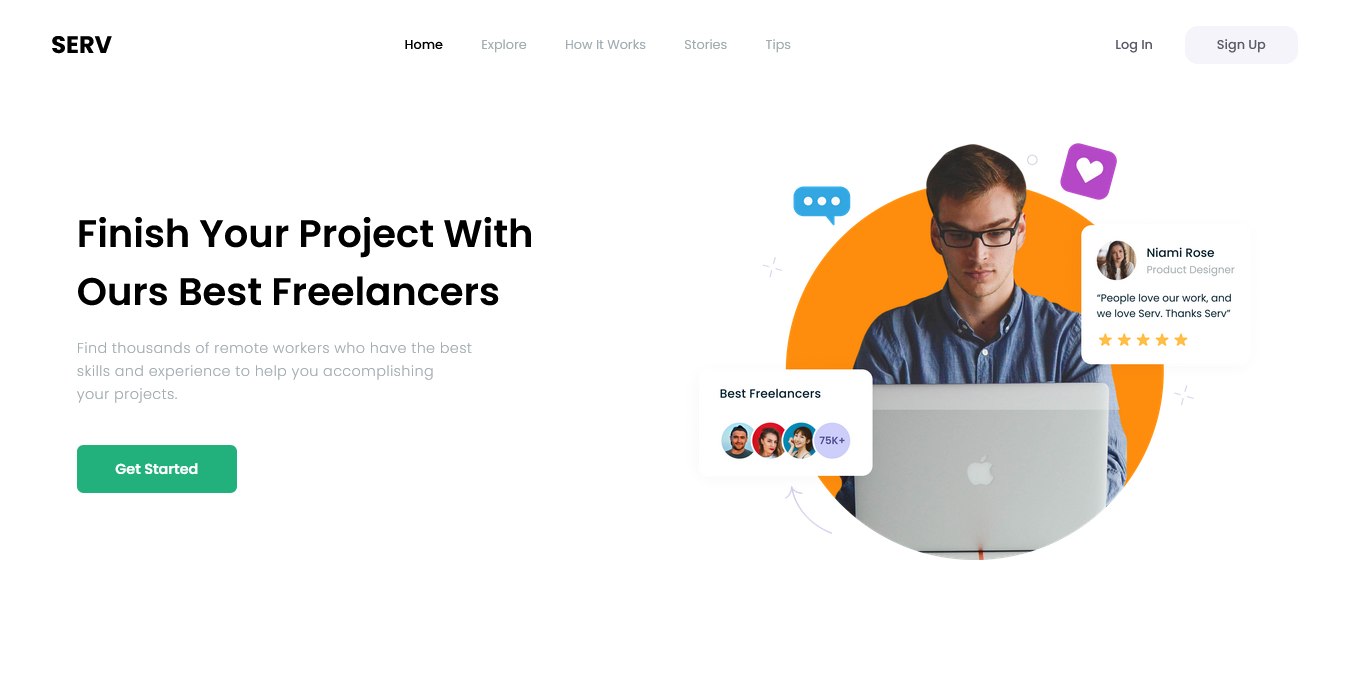 SERV
Home
Explore
How It Works
Stories
Tips
Log In
Sign Up
Finish Your Project With
Ours Best Freelancers
Find thousands of remote workers who have the best
skills and experience to help you accomplishing
your projects.
Get Started
Niami Rose
Product Designer
“People love our work, and
we love Serv. Thanks Serv”
Best Freelancers
75K+